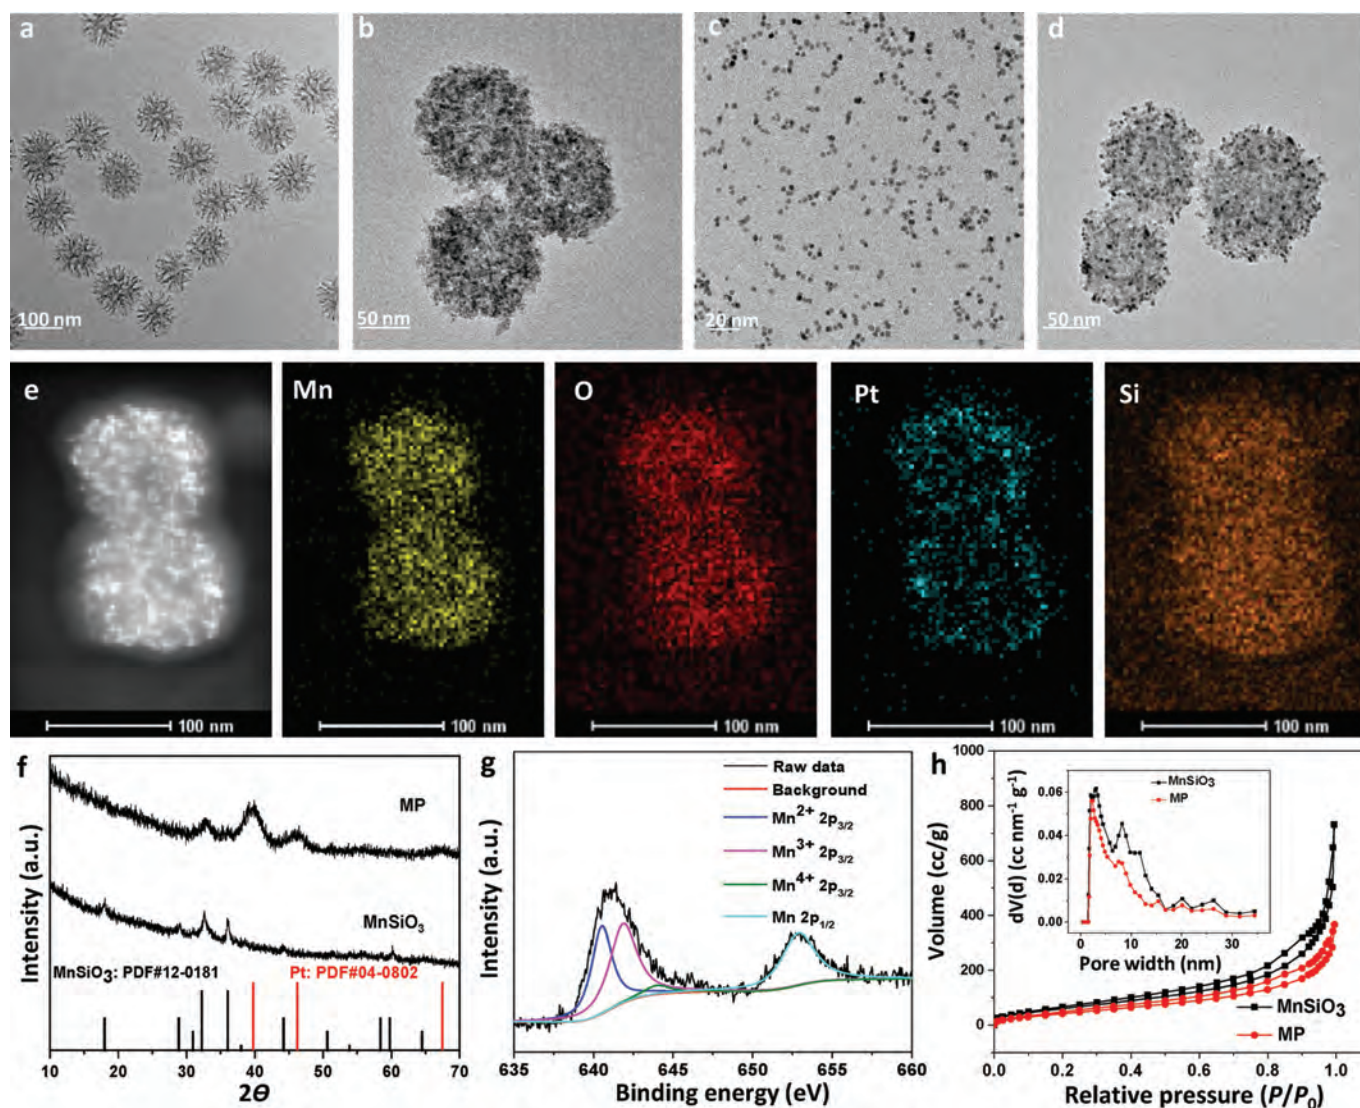 a
100 nm
b
50 nm
c
20 nm
d
50 nm
e
100 nm
Mn
100 nm
O
100 nm
Pt
100 nm
Si
100 nm
f
MP
MnSiO3
MnSiO3: PDF#12-0181
Pt: PDF#04-0802
Intensity (a.u.)
10 20 30 40 50 60 70
2θ
g
Raw data
Background
Mn2+ 2p3/2
Mn3+ 2p3/2
Mn4+ 2p3/2
Mn 2p1/2
Intensity (a.u.)
635 640 645 650 655 660
Binding energy (eV)
h
1000
800
600
400
200
0
Volume (cc/g)
MnSiO3
MP
0.06
0.04
0.02
0.00
dV(d) (cc nm-1 g-1)
0 10 20 30
Pore width (nm)
MnSiO3
MP
0.0 0.2 0.4 0.6 0.8 1.0
Relative pressure (P/P0)